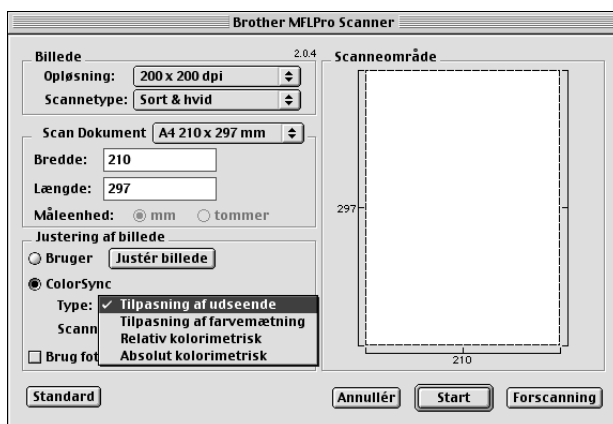 Brother MFLPro Scanner
Billede 2.0.4
Opløsning: 200 x 200 dpi
Scannetype: Sort & hvid
Scan Dokument A4 210 x 297 mm
Bredde: 210
Længde: 297
Måleenhed: mm tommer
Justering af billede
Bruger Justér billede
ColorSync
Type: ✓ Tilpasning af udseende
Tilpasning af farvemætning
Scann Relativ kolorimetrisk
Brug fot Absolut kolorimetrisk
Standard
Scanneområde
297
210
Annullér Start Forscanning